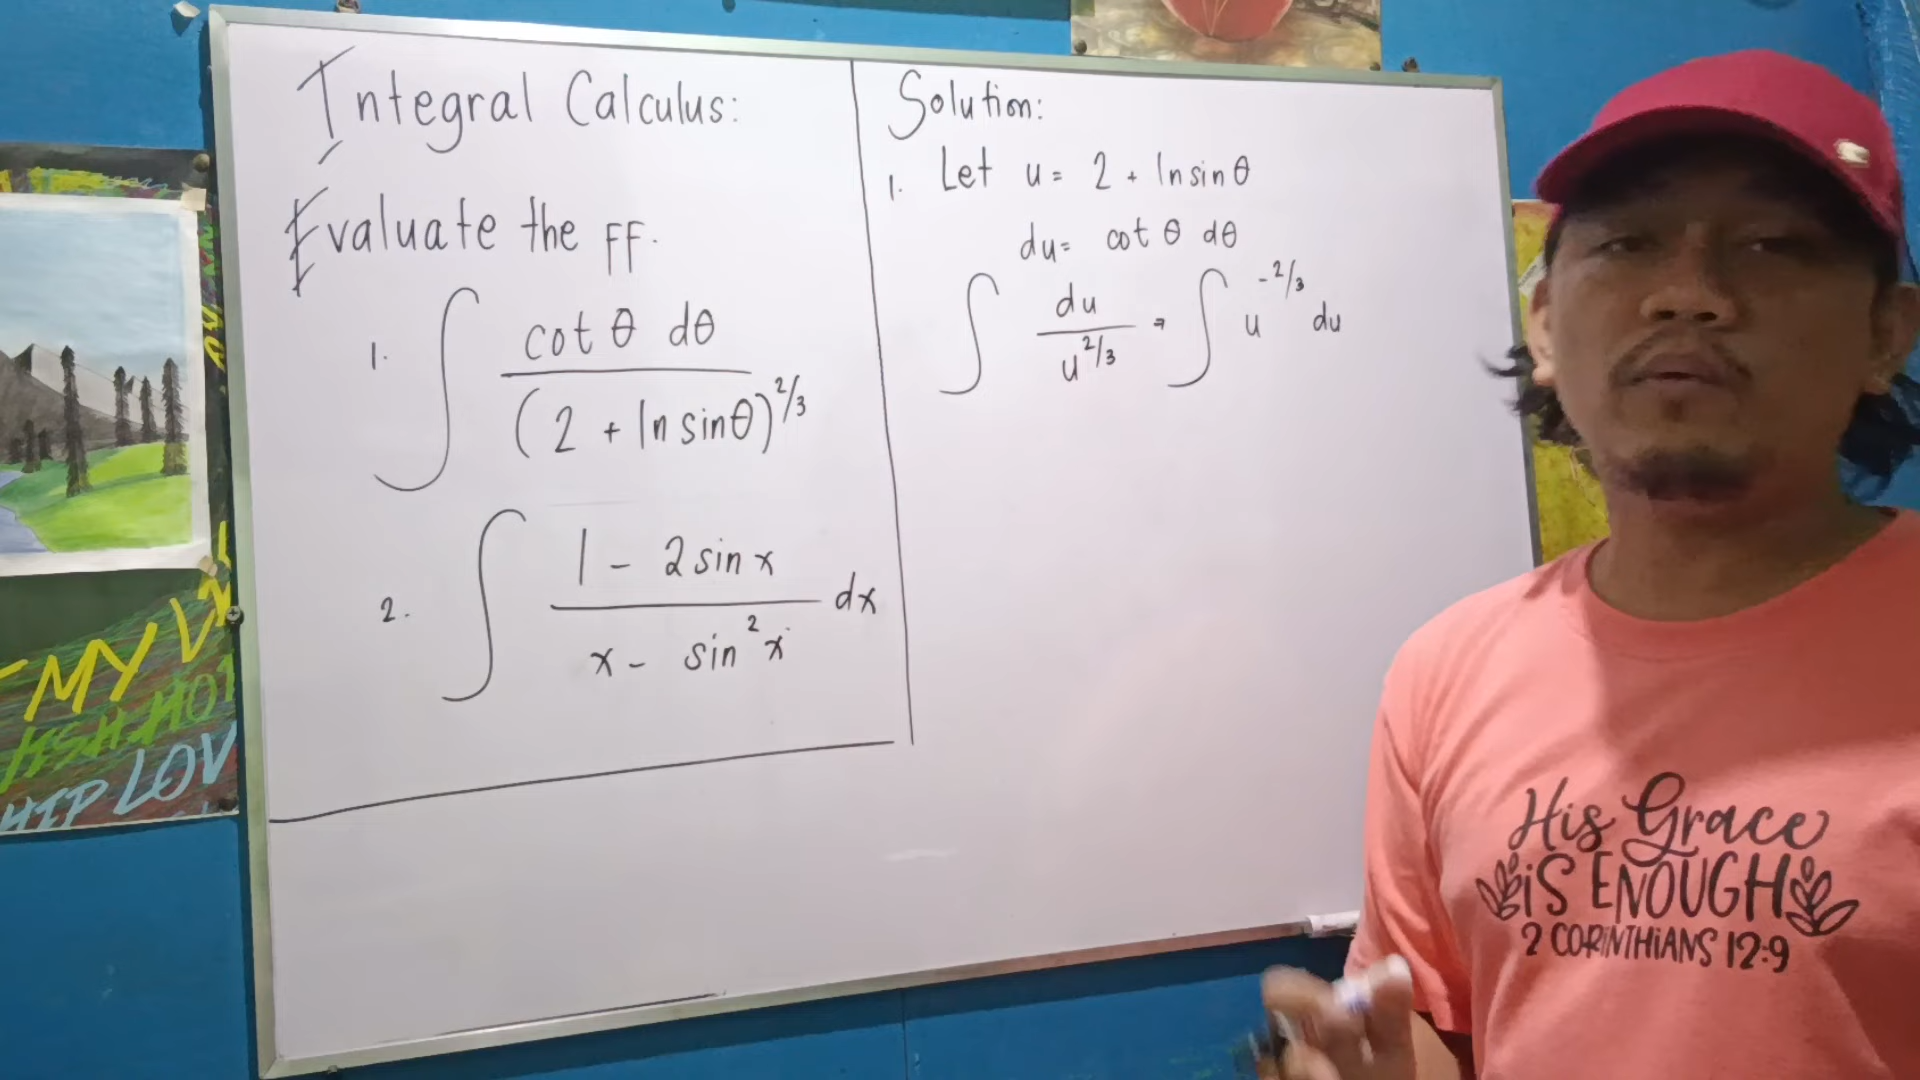 Integral Calculus:
Evaluate the FF.
1. ∫ cot θ dθ / (2 + ln sinθ)^2/3
2. ∫ 1 - 2 sin x / x - sin^2 x dx
Solution:
1. Let u = 2 + ln sin θ
du = cot θ dθ
∫ du / u^2/3 = ∫ u^-2/3 du
MY
LOV
His Grace
is ENOUGH
2 CORINTHIANS 12:9